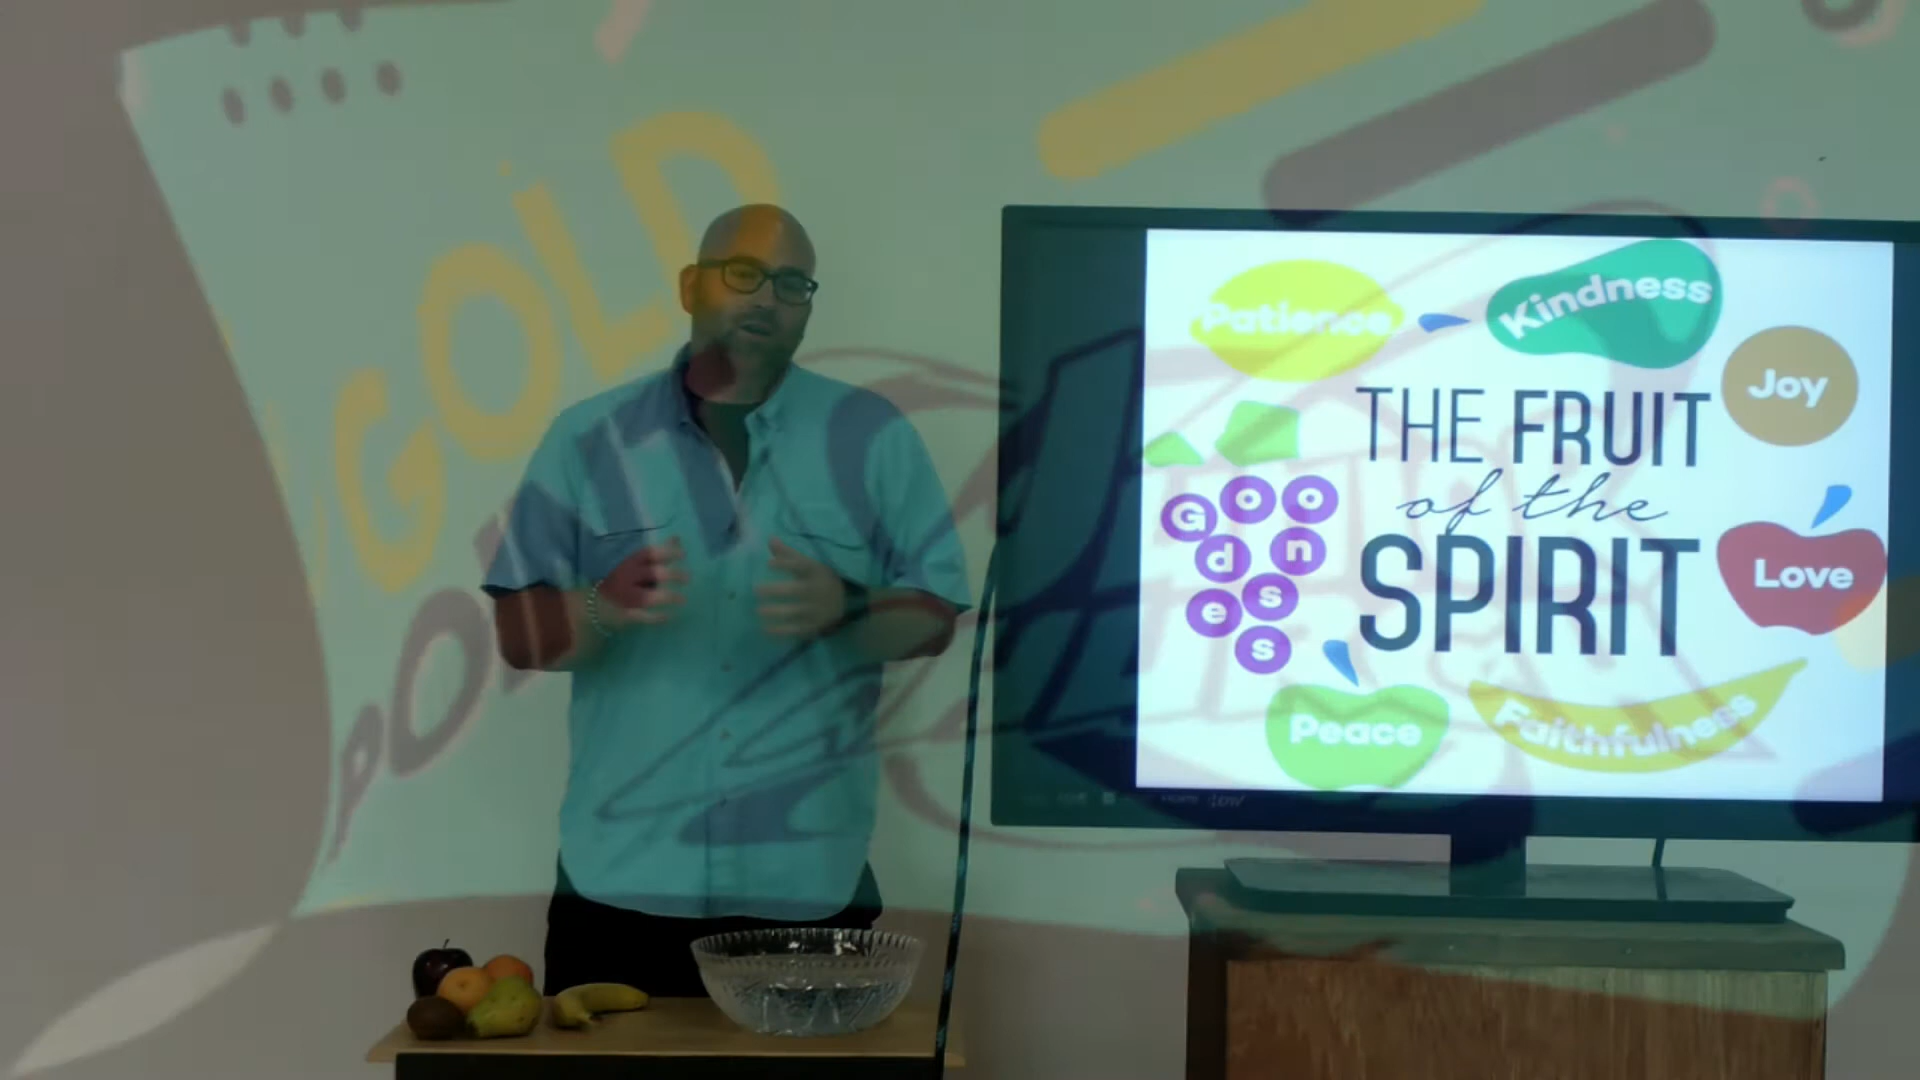 GOLD
Patience
Kindness
Joy
THE FRUIT
of the
SPIRIT
Goodness
Love
Peace
Faithfulness